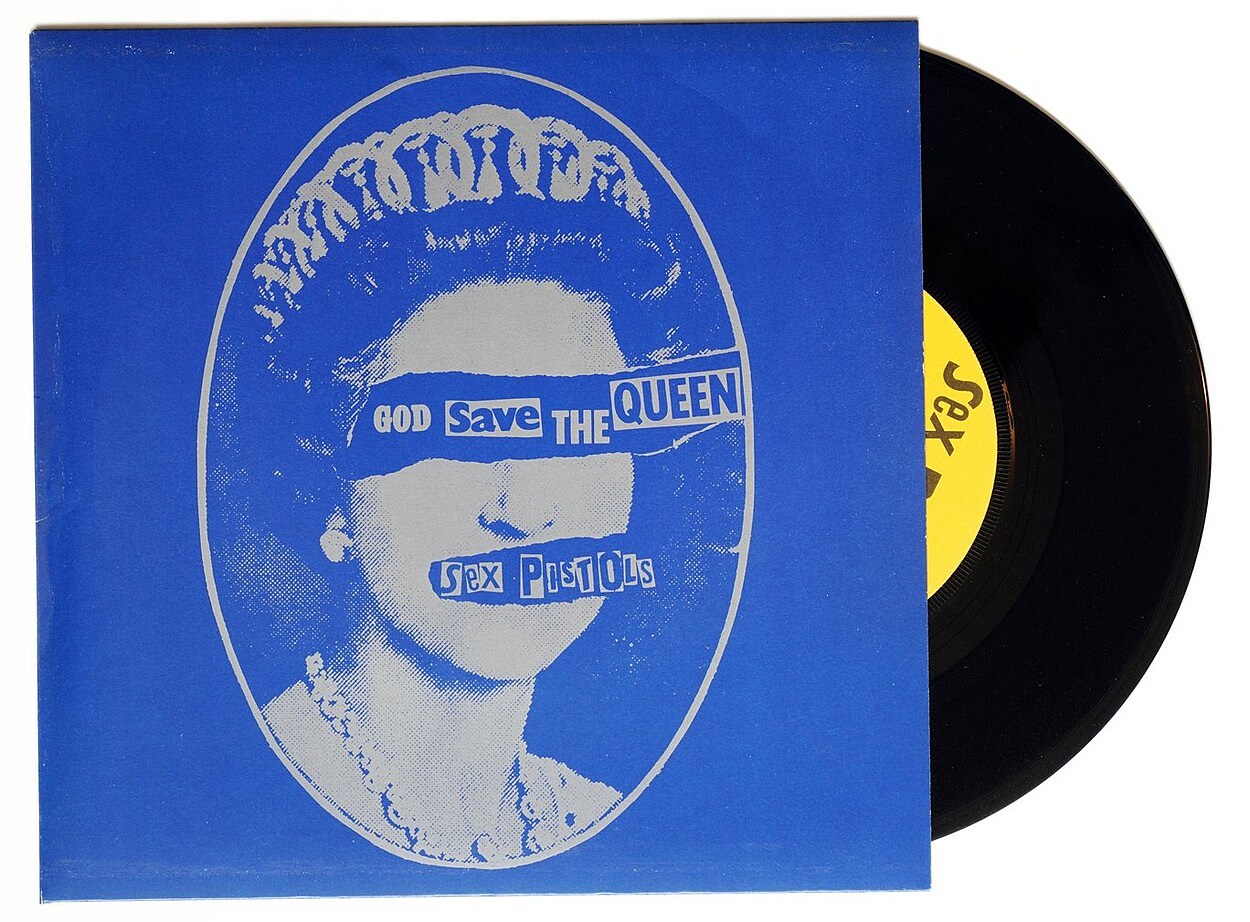 GOD Save THE QUEEN
Sex PISTOLS
Sex